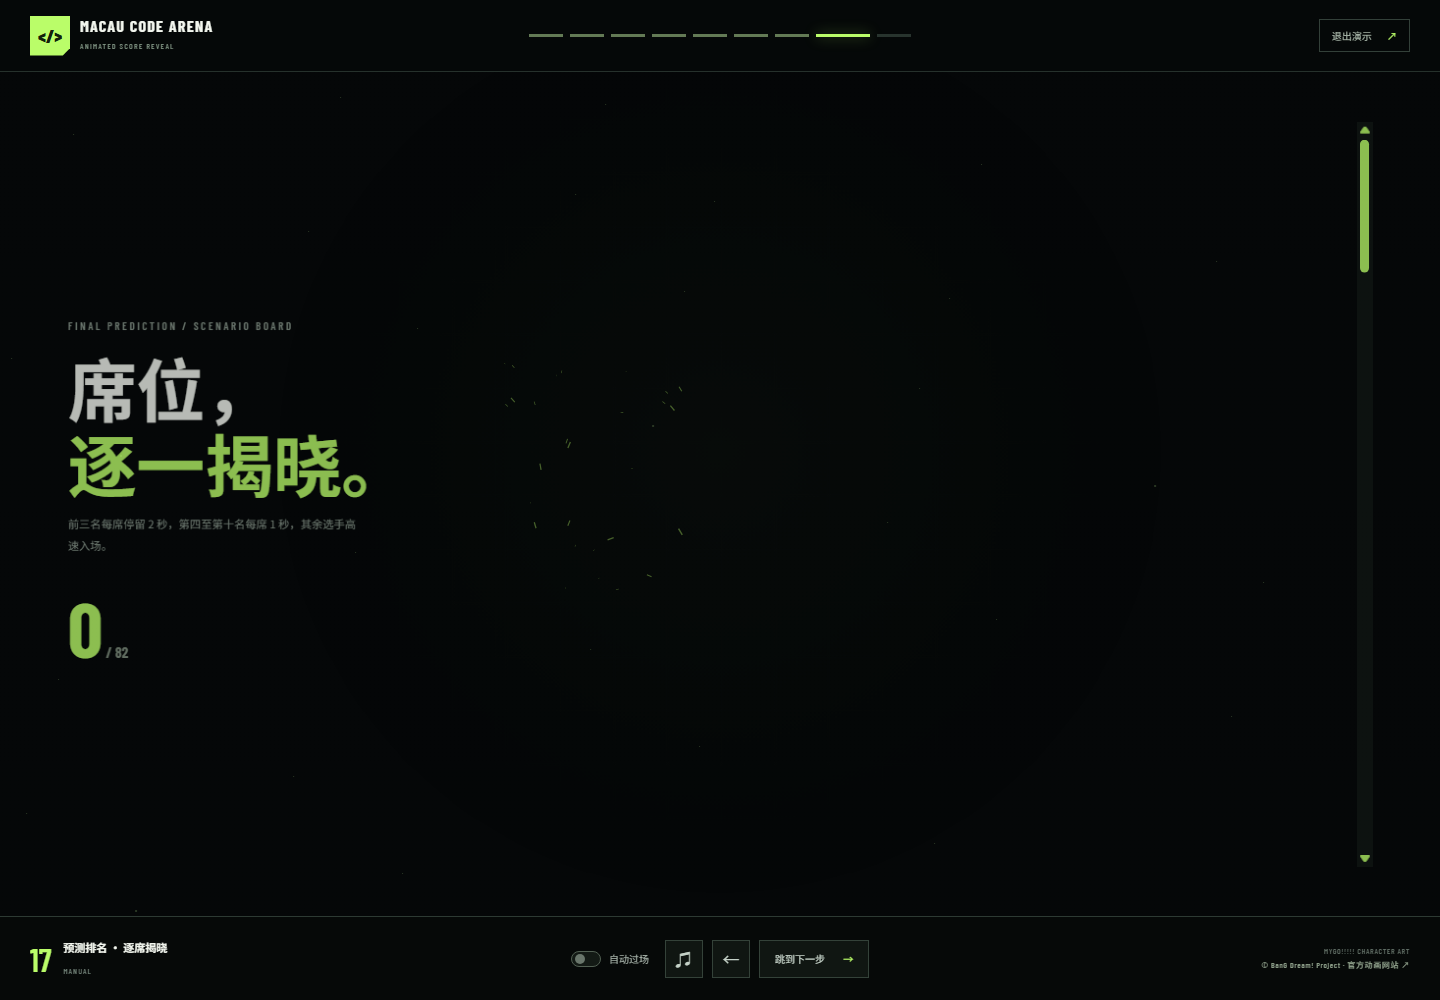 </>
MACAU CODE ARENA
ANIMATED SCORE REVEAL
退出演示 ↗
FINAL PREDICTION / SCENARIO BOARD
席位，
逐一揭晓。
前三名每席停留 2 秒，第四至第十名每席 1 秒，其余选手高
速入场。
0 / 82
17
预测排名 · 逐席揭晓
MANUAL
自动过场
♫
←
跳到下一步 →
MYGO!!!!! CHARACTER ART
© BanG Dream! Project · 官方动画网站 ↗